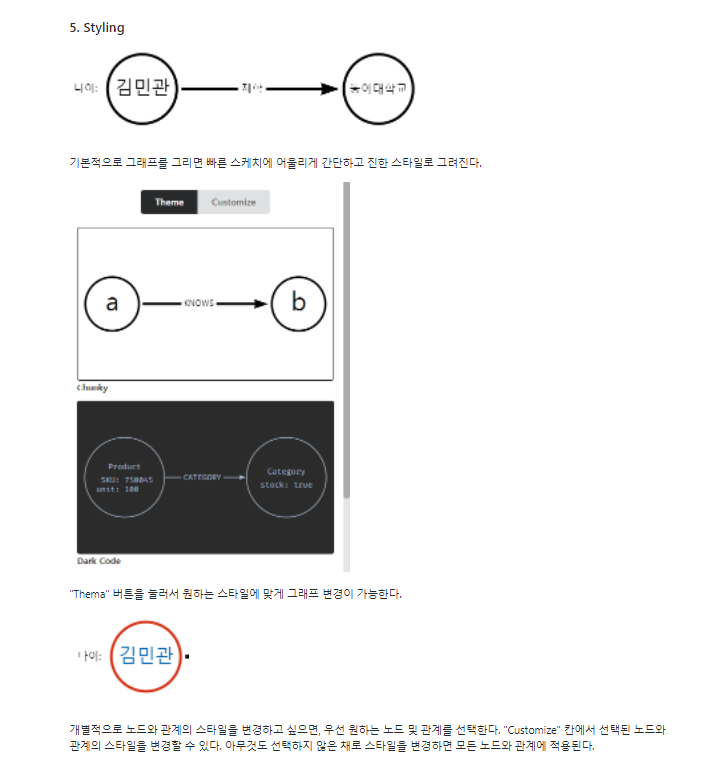 5. Styling
나이: 김민관 재학 동아대학교
기본적으로 그래프를 그리면 빠른 스케치에 어울리게 간단하고 진한 스타일로 그려진다.
Theme Customize
a KNOWS b
Chunky
Product
SKU: 750045
unit: 100
CATEGORY
Category
stock: true
Dark Code
"Thema" 버튼을 눌러서 원하는 스타일에 맞게 그래프 변경이 가능한다.
나이: 김민관
개별적으로 노드와 관계의 스타일을 변경하고 싶으면, 우선 원하는 노드 및 관계를 선택한다. "Customize" 칸에서 선택된 노드와
관계의 스타일을 변경할 수 있다. 아무것도 선택하지 않은 채로 스타일을 변경하면 모든 노드와 관계에 적용된다.